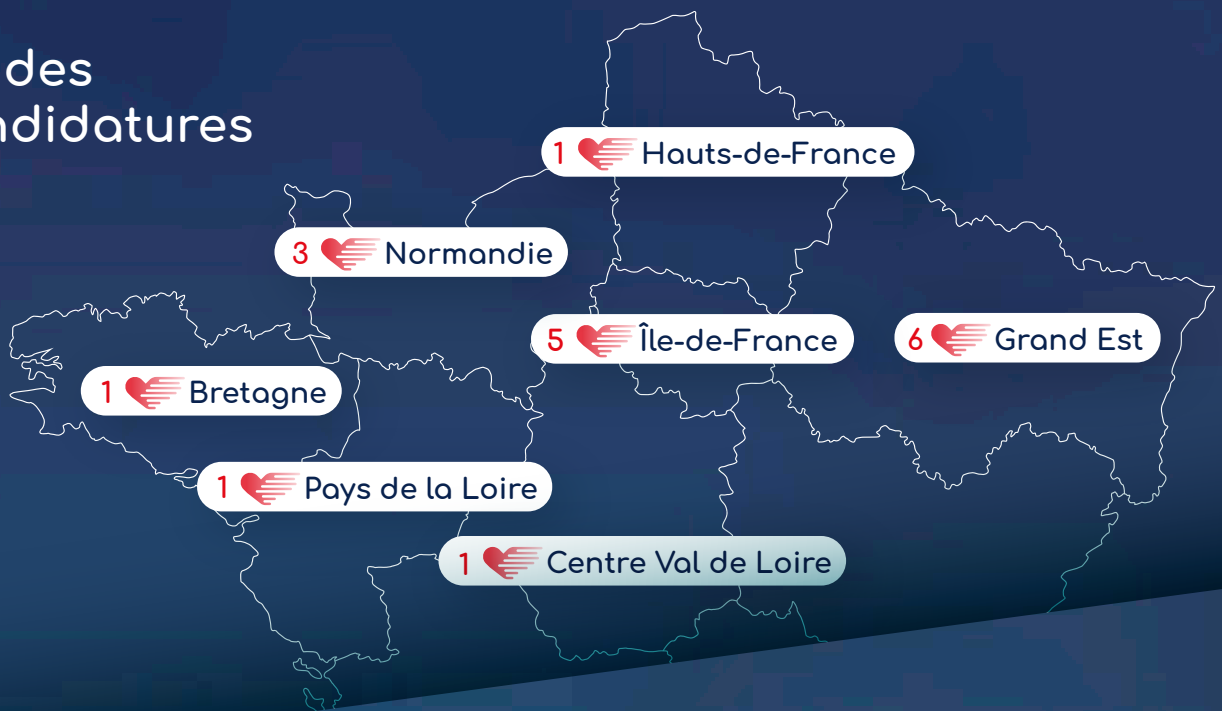 des
ndidatures
1 Hauts-de-France
3 Normandie
5 Île-de-France
6 Grand Est
1 Bretagne
1 Pays de la Loire
1 Centre Val de Loire